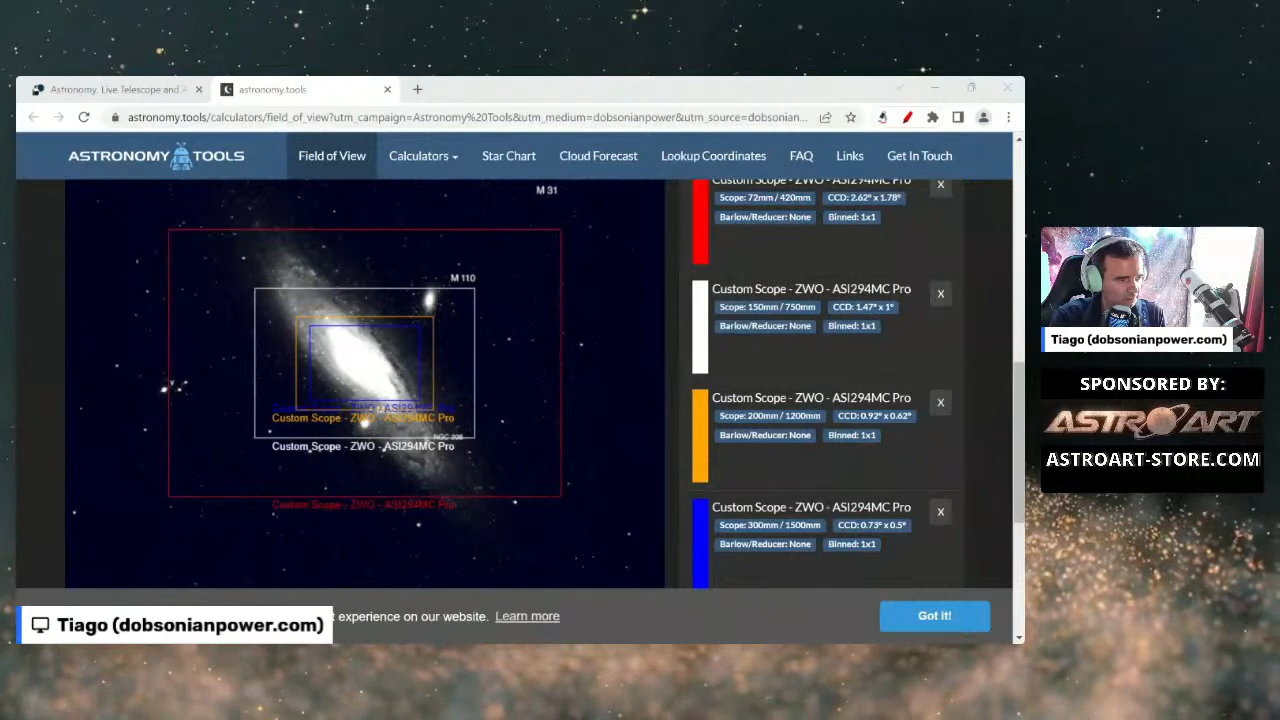 Astronomy, Live Telescope and A
astronomy.tools
astronomy.tools/calculators/field_of_view?utm_campaign=Astronomy%20Tools&utm_medium=dobsonianpower&utm_source=dobsonian...
ASTRONOMY TOOLS
Field of View
Calculators
Star Chart
Cloud Forecast
Lookup Coordinates
FAQ
Links
Get In Touch
M 31
M 110
Custom Scope - ZWO - ASI294MC Pro
Custom Scope - ZWO - ASI294MC Pro
NGC 206
Custom Scope - ZWO - ASI294MC Pro
Custom Scope - ZWO - ASI294MC Pro
Custom Scope - ZWO - ASI294MC Pro
X
Scope: 72mm / 420mm
CCD: 2.62° x 1.78°
Barlow/Reducer: None
Binned: 1x1
Custom Scope - ZWO - ASI294MC Pro
X
Scope: 150mm / 750mm
CCD: 1.47° x 1°
Barlow/Reducer: None
Binned: 1x1
Custom Scope - ZWO - ASI294MC Pro
X
Scope: 200mm / 1200mm
CCD: 0.92° x 0.62°
Barlow/Reducer: None
Binned: 1x1
Custom Scope - ZWO - ASI294MC Pro
X
Scope: 300mm / 1500mm
CCD: 0.73° x 0.5°
Barlow/Reducer: None
Binned: 1x1
t experience on our website. Learn more
Got it!
Tiago (dobsonianpower.com)
Tiago (dobsonianpower.com)
SPONSORED BY:
ASTROART
ASTROART-STORE.COM